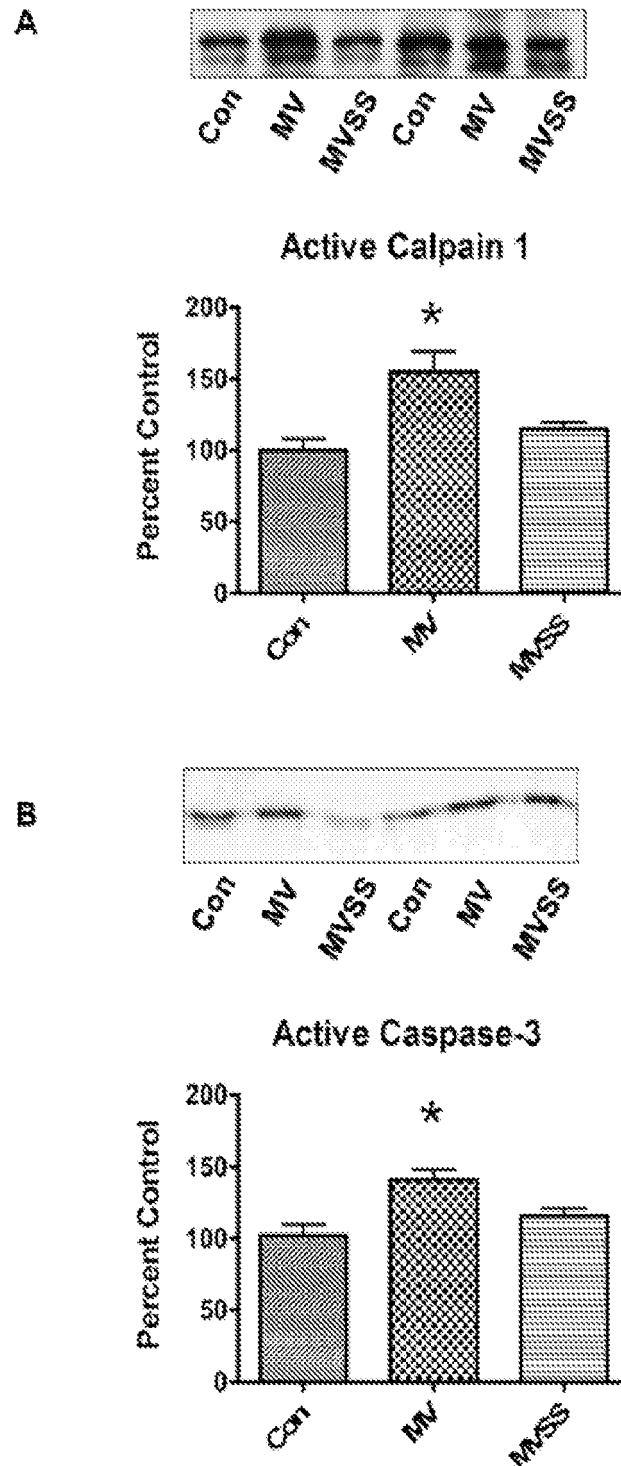 A
Con MV MVSS Con MV MVSS
Active Calpain 1
Percent Control
200
150
100
50
0
*
Con MV MVSS
B
Con MV MVSS Con MV MVSS
Active Caspase-3
Percent Control
200
150
100
50
0
*
Con MV MVSS